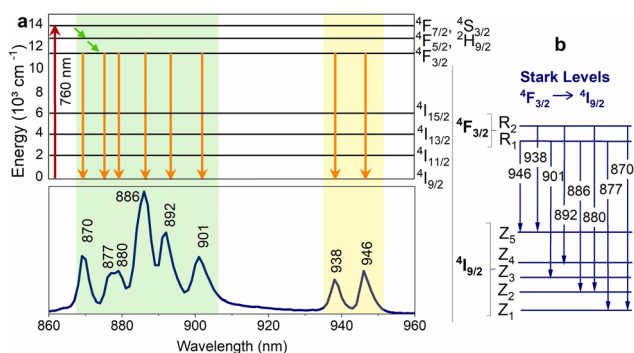 a
Energy (10³ cm⁻¹)
14
12
10
8
6
4
2
0
760 nm
⁴F₇/₂, ⁴S₃/₂
⁴F₅/₂, ²H₉/₂
⁴F₃/₂
⁴I₁₅/₂
⁴I₁₃/₂
⁴I₁₁/₂
⁴I₉/₂
870
877
880
886
892
901
938
946
860 880 900 920 940 960
Wavelength (nm)
b
Stark Levels
⁴F₃/₂ → ⁴I₉/₂
⁴F₃/₂
R₂
R₁
946
938
901
892
886
880
877
870
⁴I₉/₂
Z₅
Z₄
Z₃
Z₂
Z₁